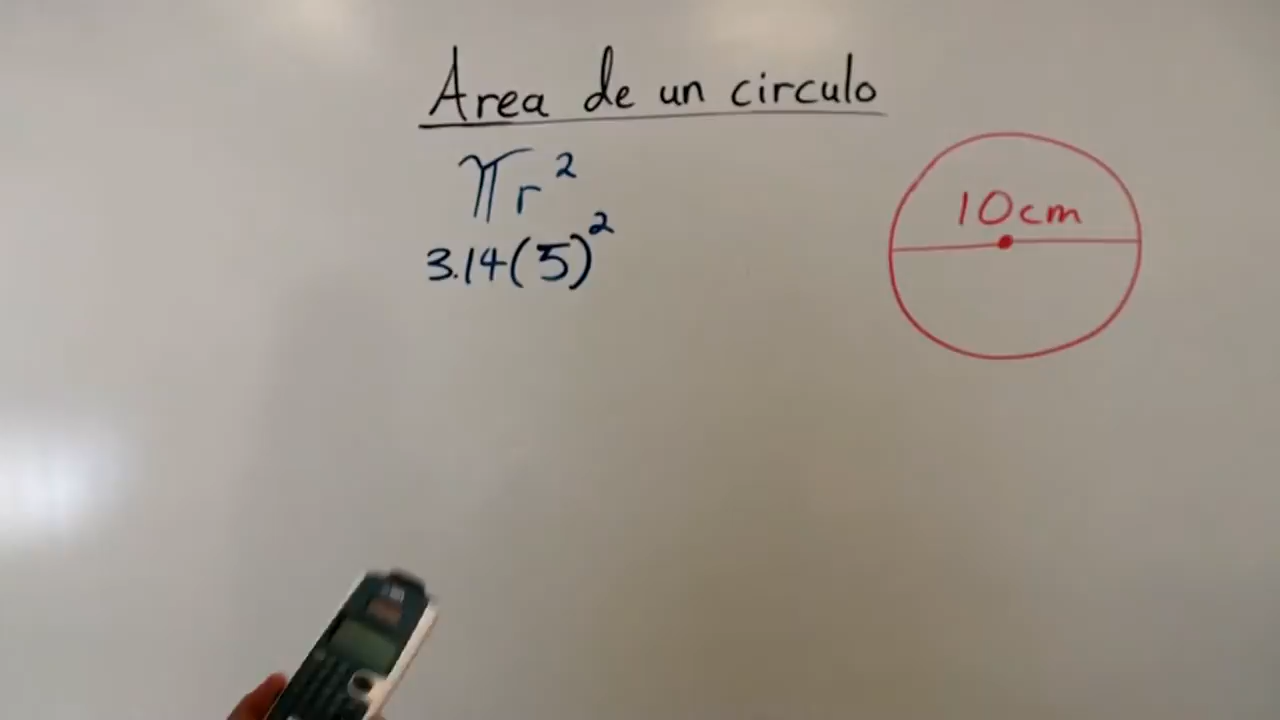 Area de un circulo
πr²
3.14(5)²
10cm